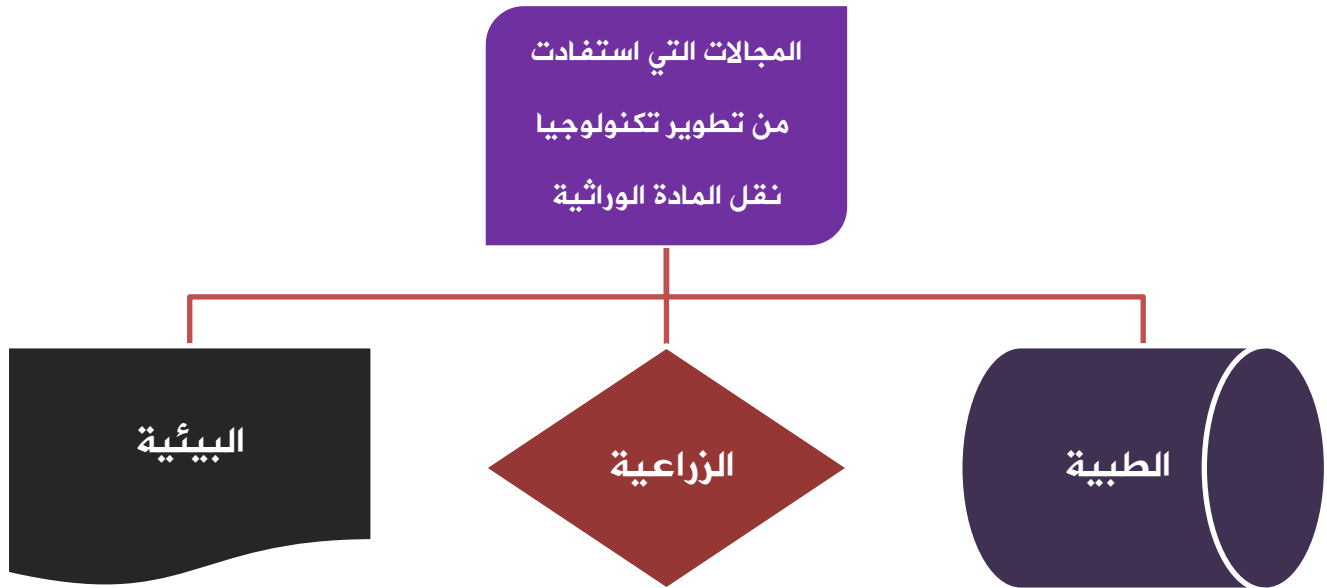 المجالات التي استفادت
من تطوير تكنولوجيا
نقل المادة الوراثية
الطبية
الزراعية
البيئية